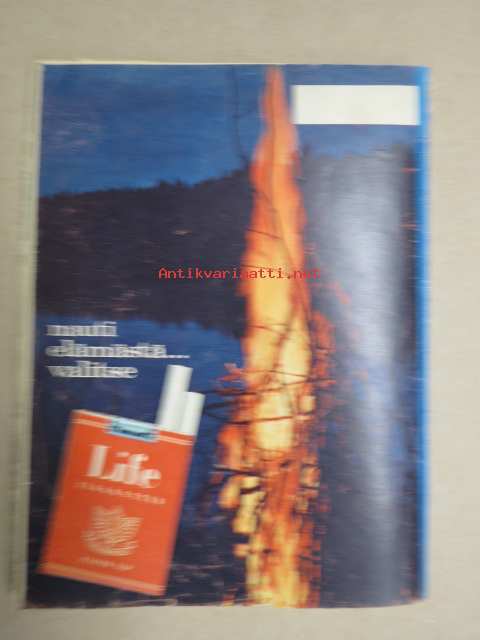 Antikvariaatti.net
nauti
elämästä...
valitse
Life